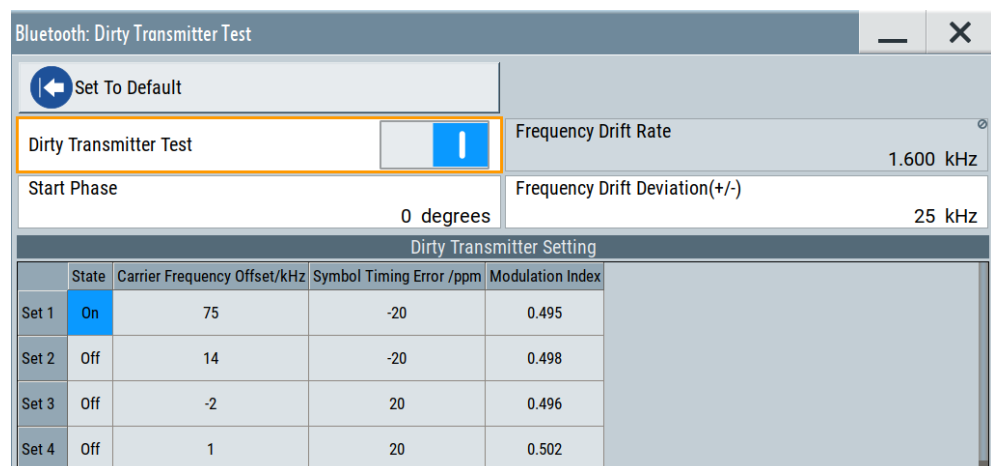 Bluetooth: Dirty Transmitter Test
Set To Default
Dirty Transmitter Test
Frequency Drift Rate
1.600 kHz
Start Phase
0 degrees
Frequency Drift Deviation(+/-)
25 kHz
Dirty Transmitter Setting
State Carrier Frequency Offset/kHz Symbol Timing Error /ppm Modulation Index
Set 1 On 75 -20 0.495
Set 2 Off 14 -20 0.498
Set 3 Off -2 20 0.496
Set 4 Off 1 20 0.502